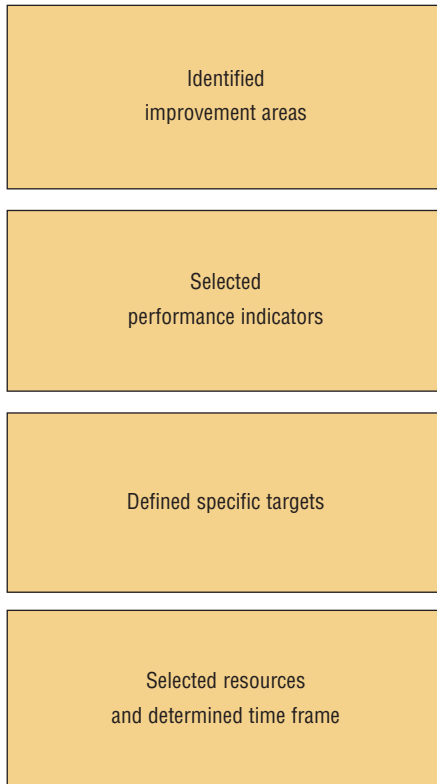 Identified
improvement areas
Selected
performance indicators
Defined specific targets
Selected resources
and determined time frame